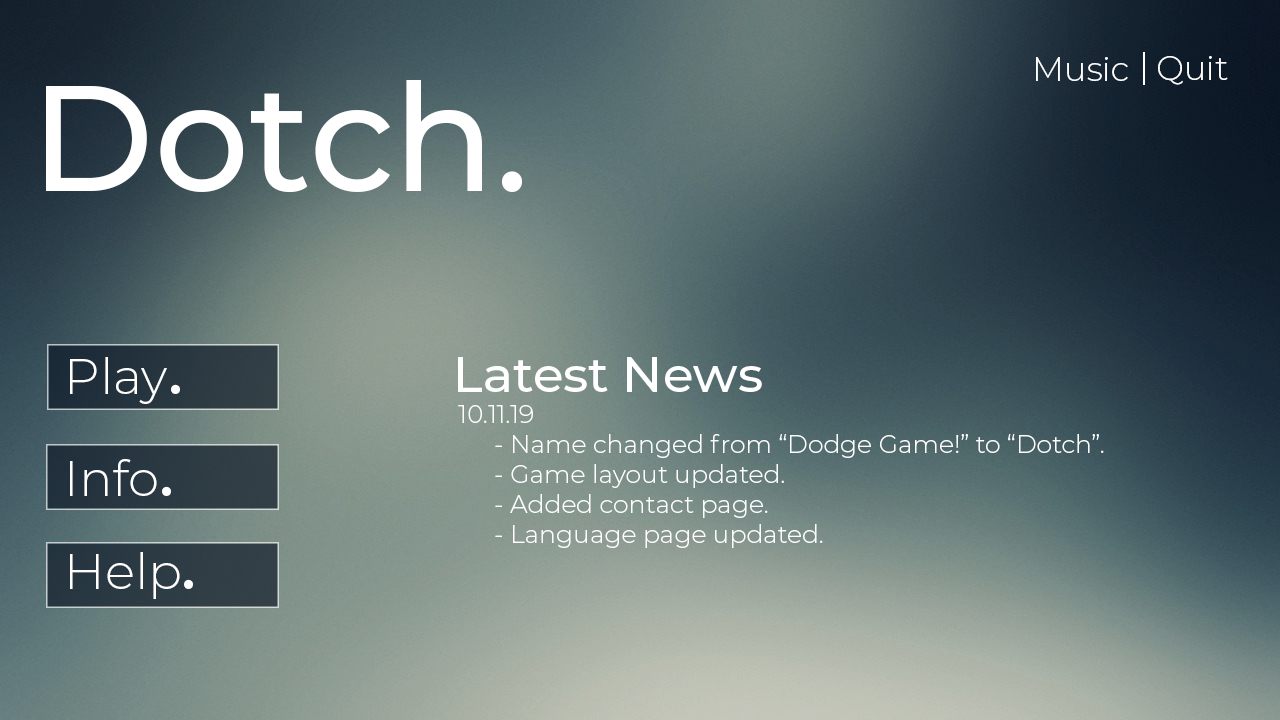 Music | Quit
Dotch.
Play.
Info.
Help.
Latest News
10.11.19
- Name changed from “Dodge Game!” to “Dotch”.
- Game layout updated.
- Added contact page.
- Language page updated.